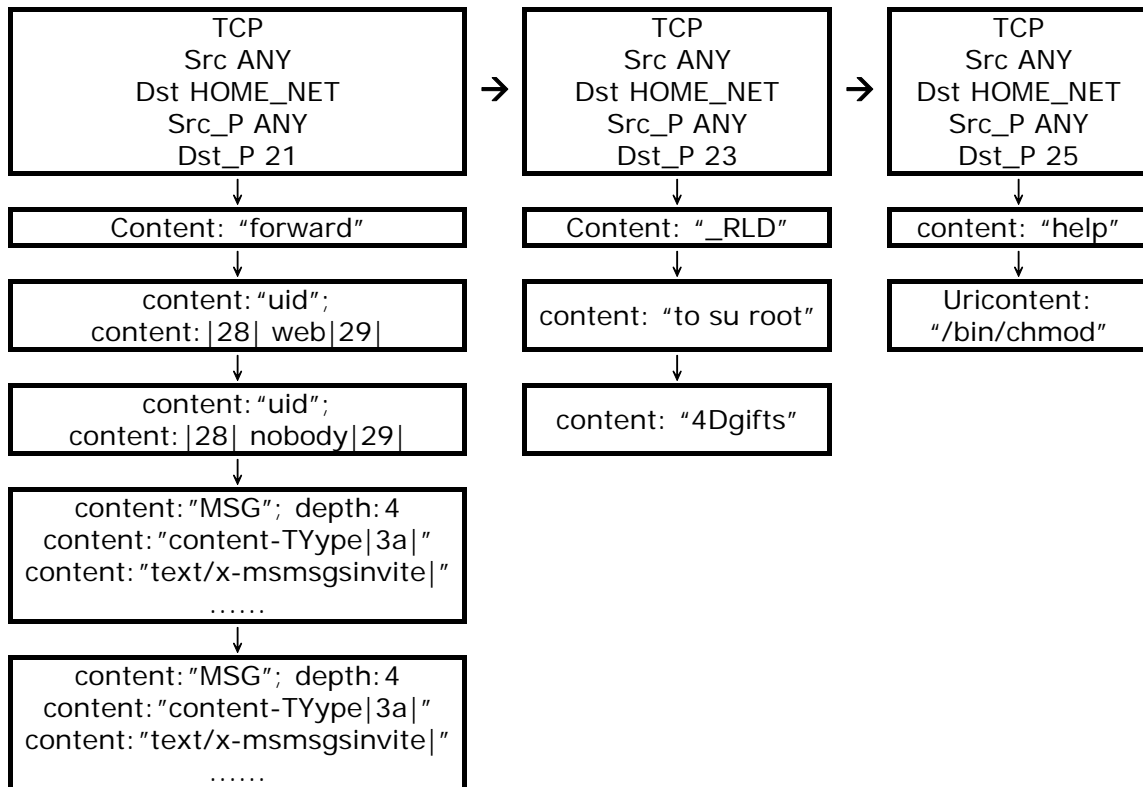 TCP
Src ANY
Dst HOME_NET
Src_P ANY
Dst_P 21
Content: “forward”
content:“uid”;
content:|28| web|29|
content:“uid”;
content:|28| nobody|29|
content:”MSG”; depth:4
content:”content-TYype|3a|”
content:”text/x-msmsgsinvite|”
......
content:”MSG”; depth:4
content:”content-TYype|3a|”
content:”text/x-msmsgsinvite|”
......
TCP
Src ANY
Dst HOME_NET
Src_P ANY
Dst_P 23
Content: “_RLD”
content: “to su root”
content: “4Dgifts”
TCP
Src ANY
Dst HOME_NET
Src_P ANY
Dst_P 25
content: “help”
Uricontent:
“/bin/chmod”